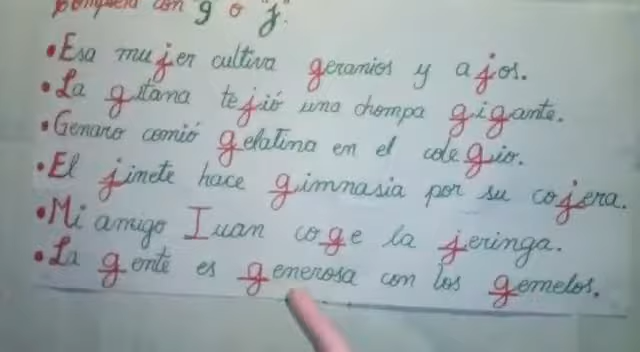 con g o "j".
• Esa mujer cultiva geranios y ajos.
• La gitana tejió una chompa gigante.
• Genaro comió gelatina en el colegio.
• El jinete hace gimnasia por su cojera.
• Mi amigo Juan coge la jeringa.
• La gente es generosa con los gemelos.